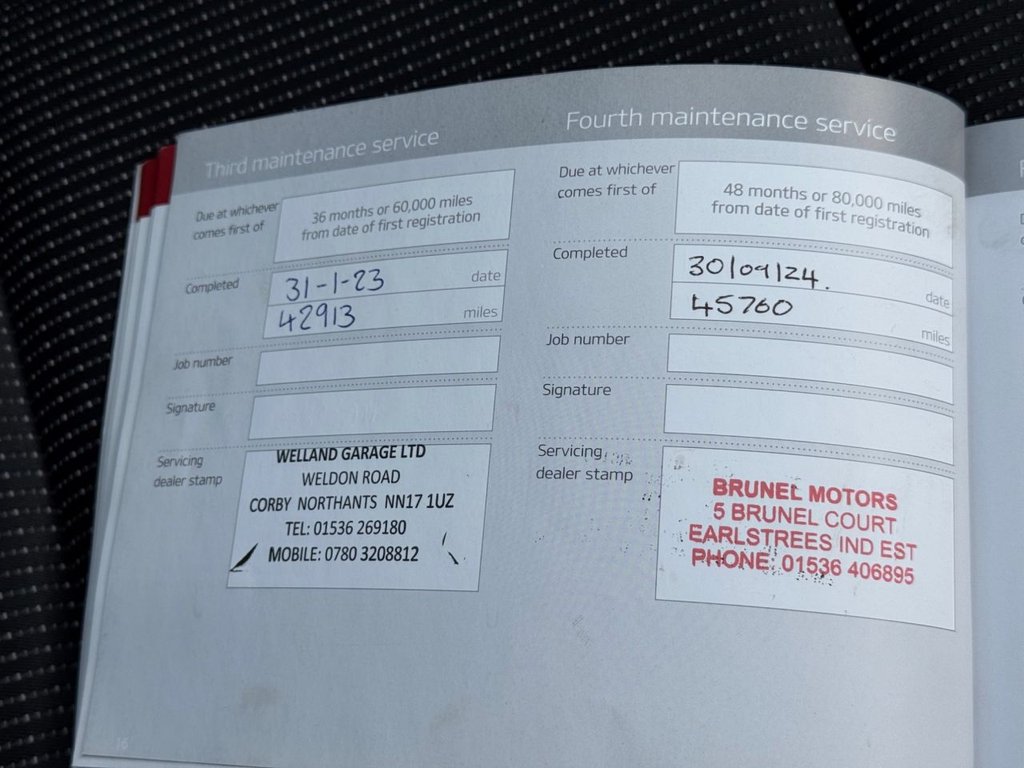 Third maintenance service
Due at whichever
comes first of
36 months or 60,000 miles
from date of first registration
Completed
31-1-23
date
42913
miles
Job number
Signature
Servicing
dealer stamp
WELLAND GARAGE LTD
WELDON ROAD
CORBY NORTHANTS NN17 1UZ
TEL: 01536 269180
MOBILE: 0780 3208812
16
Fourth maintenance service
Due at whichever
comes first of
48 months or 80,000 miles
from date of first registration
Completed
30/09/24.
date
45760
miles
Job number
Signature
Servicing
dealer stamp
BRUNEL MOTORS
5 BRUNEL COURT
EARLSTREES IND EST
PHONE: 01536 406895